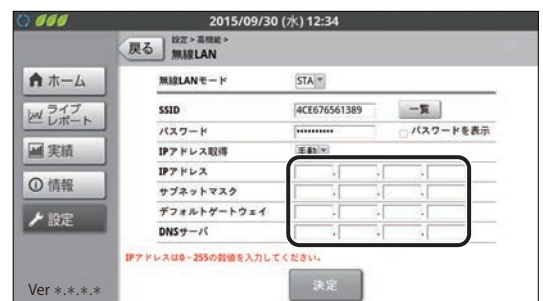 2015/09/30 (水) 12:34
戻る
設定 > 高機能 >
無線LAN
ホーム
ライブ
レポート
実績
情報
設定
Ver *.*.*.*
無線LANモード STA
SSID 4CE676561389 一覧
パスワード •••••••••• パスワードを表示
IPアドレス取得 手動
IPアドレス . . .
サブネットマスク . . .
デフォルトゲートウェイ . . .
DNSサーバ . . .
IPアドレスは0~255の数値を入力してください。
決定